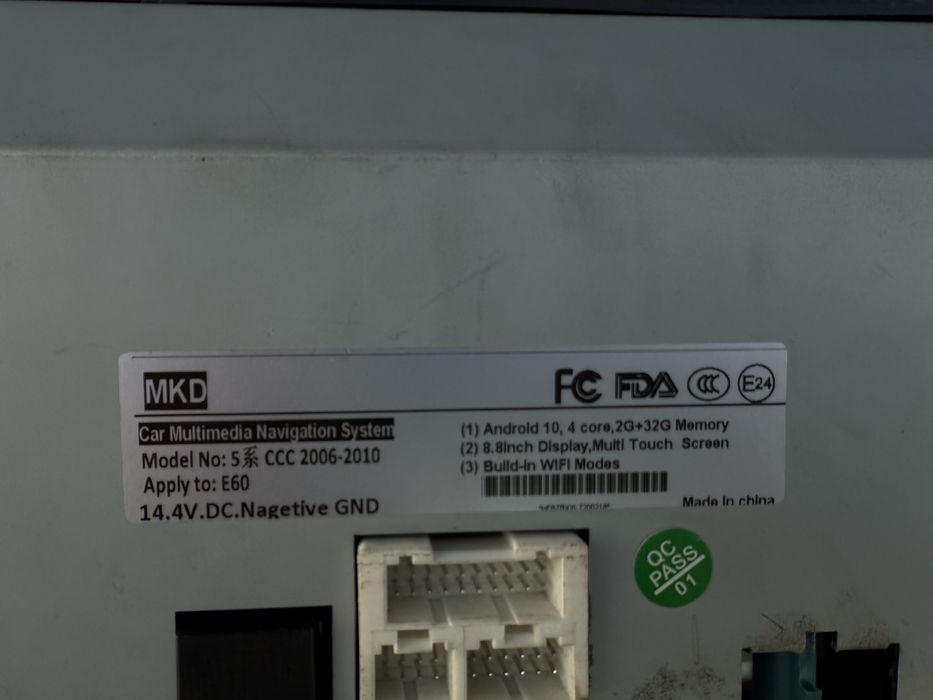 MKD
FC FDA CCC E24
Car Multimedia Navigation System
Model No: 5系 CCC 2006-2010
Apply to: E60
14.4V.DC.Nagetive GND
(1) Android 10, 4 core,2G+32G Memory
(2) 8.8inch Display,Multi Touch Screen
(3) Build-in WIFI Modes
Made In china
QC
PASS
01